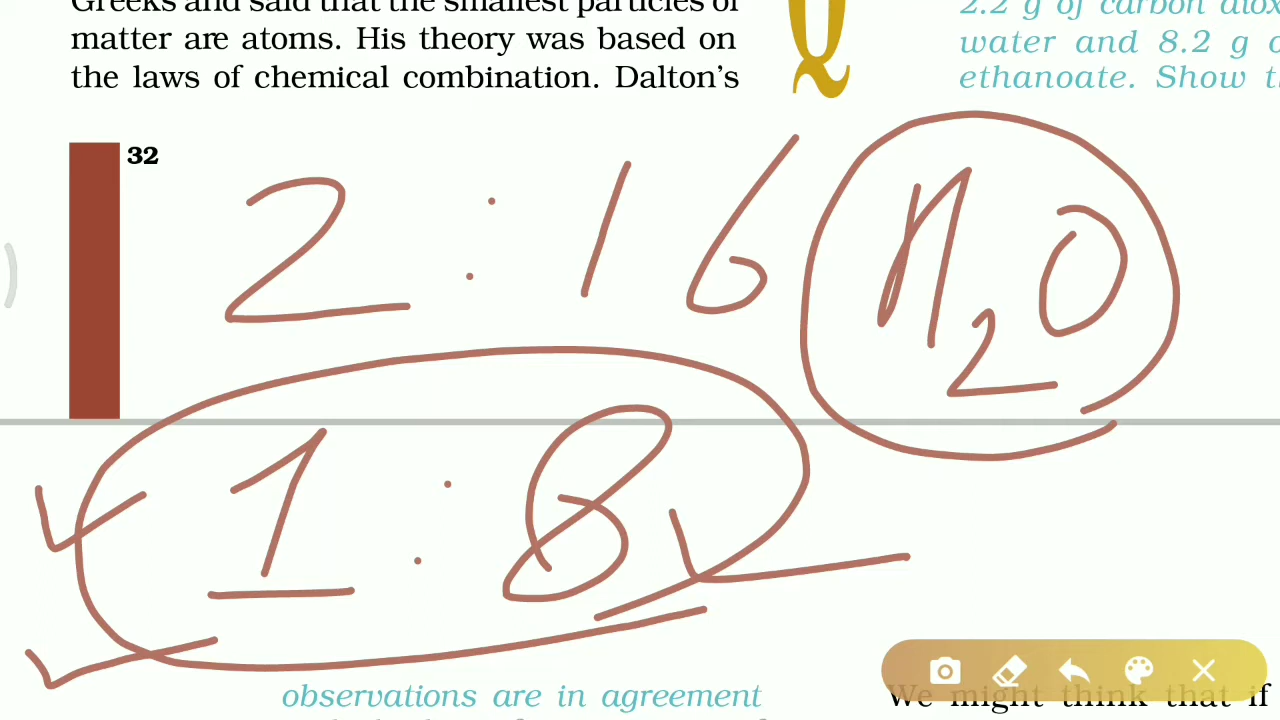 Greeks and said that the smallest particles of
matter are atoms. His theory was based on
the laws of chemical combination. Dalton's
Q
2.2 g of carbon
water and 8.2 g
ethanoate. Show
32
2 : 16
H2O
1 : 8
observations are in agreement
We might think that if